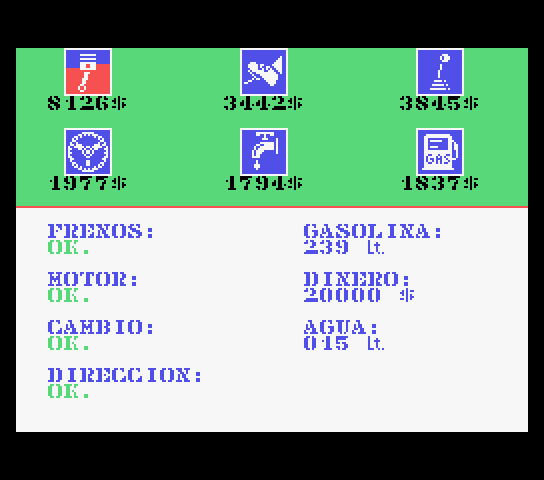 8126$ 3442$ 3845$
GAS
1977$ 1794$ 1837$
FRENOS: GASOLINA:
OK. 239 Lt.
MOTOR: DINERO:
OK. 20000 $
CAMBIO: AGUA:
OK. 015 Lt.
DIRECCION:
OK.